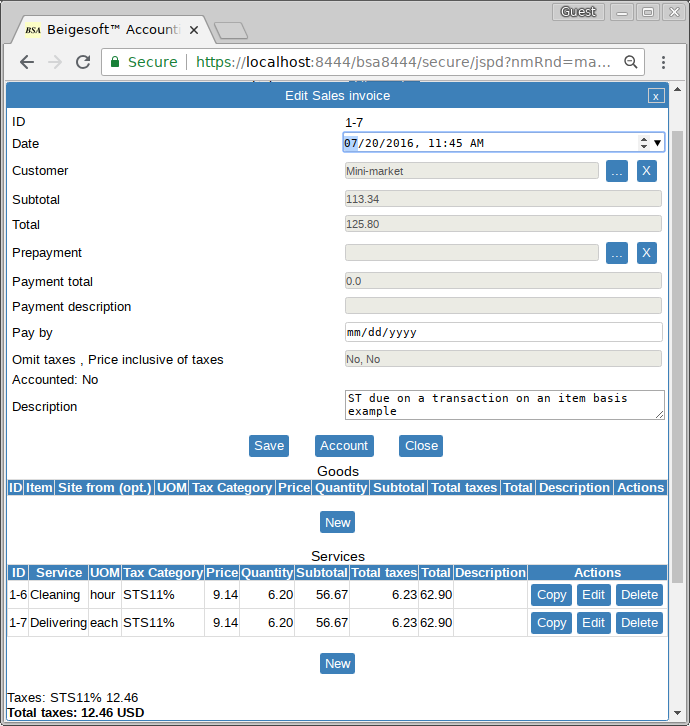 Guest
BSA Beigesoft™ Accounti
Secure https://localhost:8444/bsa8444/secure/jspd?nmRnd=ma...
Edit Sales invoice x
ID 1-7
Date 07/20/2016, 11:45 AM
Customer Mini-market ... X
Subtotal 113.34
Total 125.80
Prepayment ... X
Payment total 0.0
Payment description
Pay by mm/dd/yyyy
Omit taxes , Price inclusive of taxes No, No
Accounted: No
Description ST due on a transaction on an item basis
example
Save Account Close
Goods
ID Item Site from (opt.) UOM Tax Category Price Quantity Subtotal Total taxes Total Description Actions
New
Services
ID Service UOM Tax Category Price Quantity Subtotal Total taxes Total Description Actions
1-6 Cleaning hour STS11% 9.14 6.20 56.67 6.23 62.90 Copy Edit Delete
1-7 Delivering each STS11% 9.14 6.20 56.67 6.23 62.90 Copy Edit Delete
New
Taxes: STS11% 12.46
Total taxes: 12.46 USD